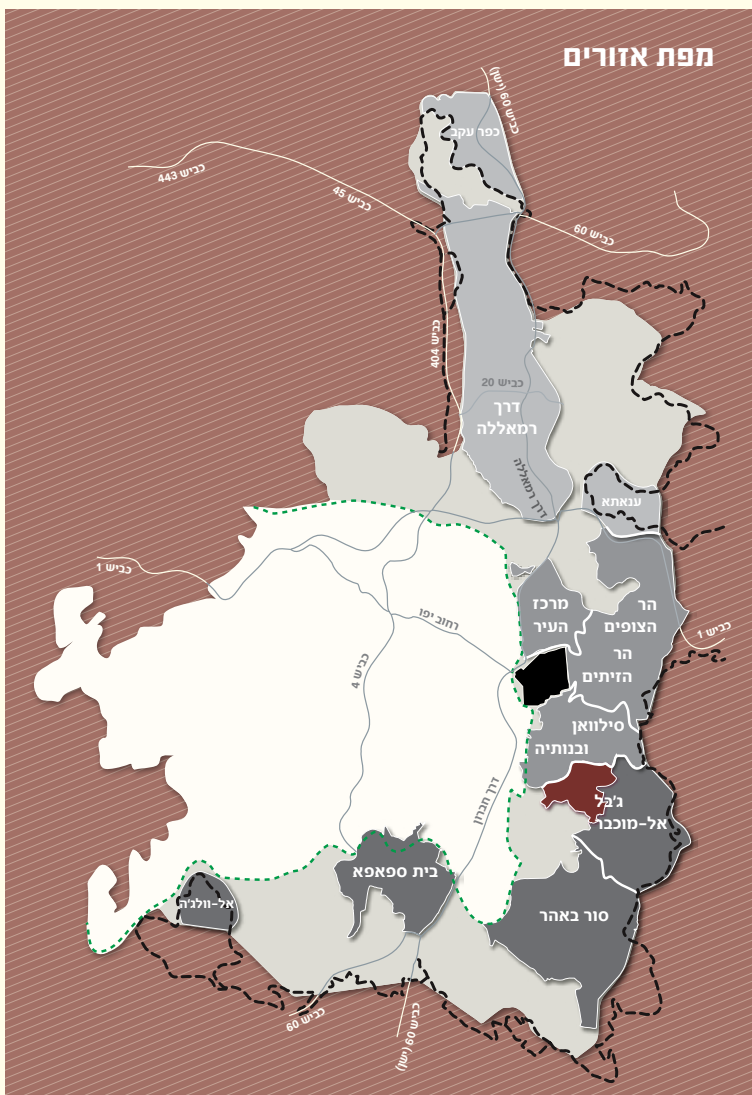 מפת אזורים
כביש 60 (ישן)
כפר עקב
כביש 443
כביש 45
כביש 60
כביש 404
כביש 20
דרך
רמאללה
דרך רמאללה
ענאתא
כביש 1
מרכז
העיר
הר
הצופים
רחוב יפו
כביש 1
הר
הזיתים
כביש 4
סילוואן
ובנותיה
דרך חברון
ג'בל
אל-מוכבר
בית ספאפא
אל-וולג'ה
סור באהר
כביש 60
כביש 60 (ישן)